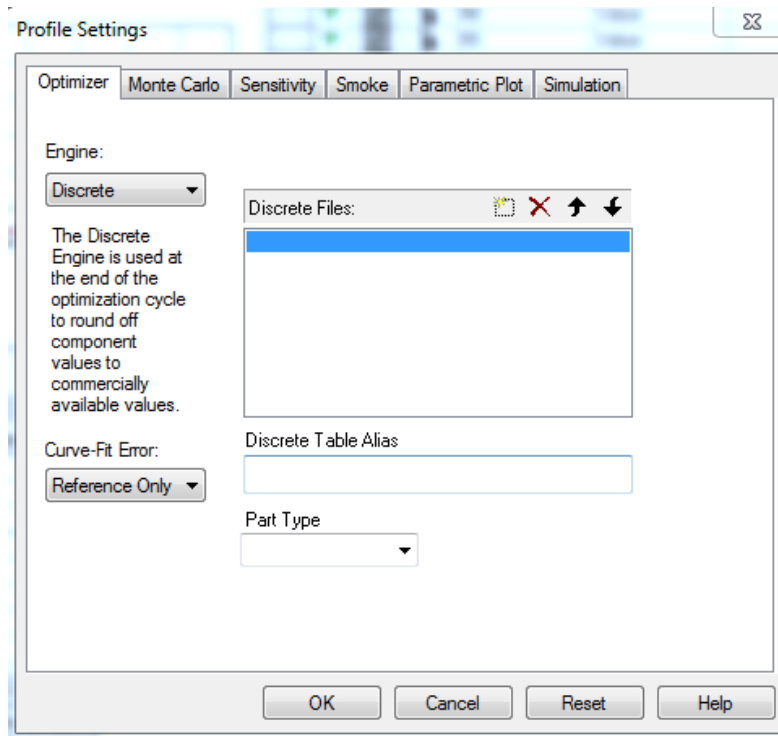 Profile Settings
Optimizer Monte Carlo Sensitivity Smoke Parametric Plot Simulation
Engine:
Discrete
Discrete Files:
The Discrete
Engine is used at
the end of the
optimization cycle
to round off
component
values to
commercially
available values.
Curve-Fit Error:
Reference Only
Discrete Table Alias
Part Type
OK Cancel Reset Help